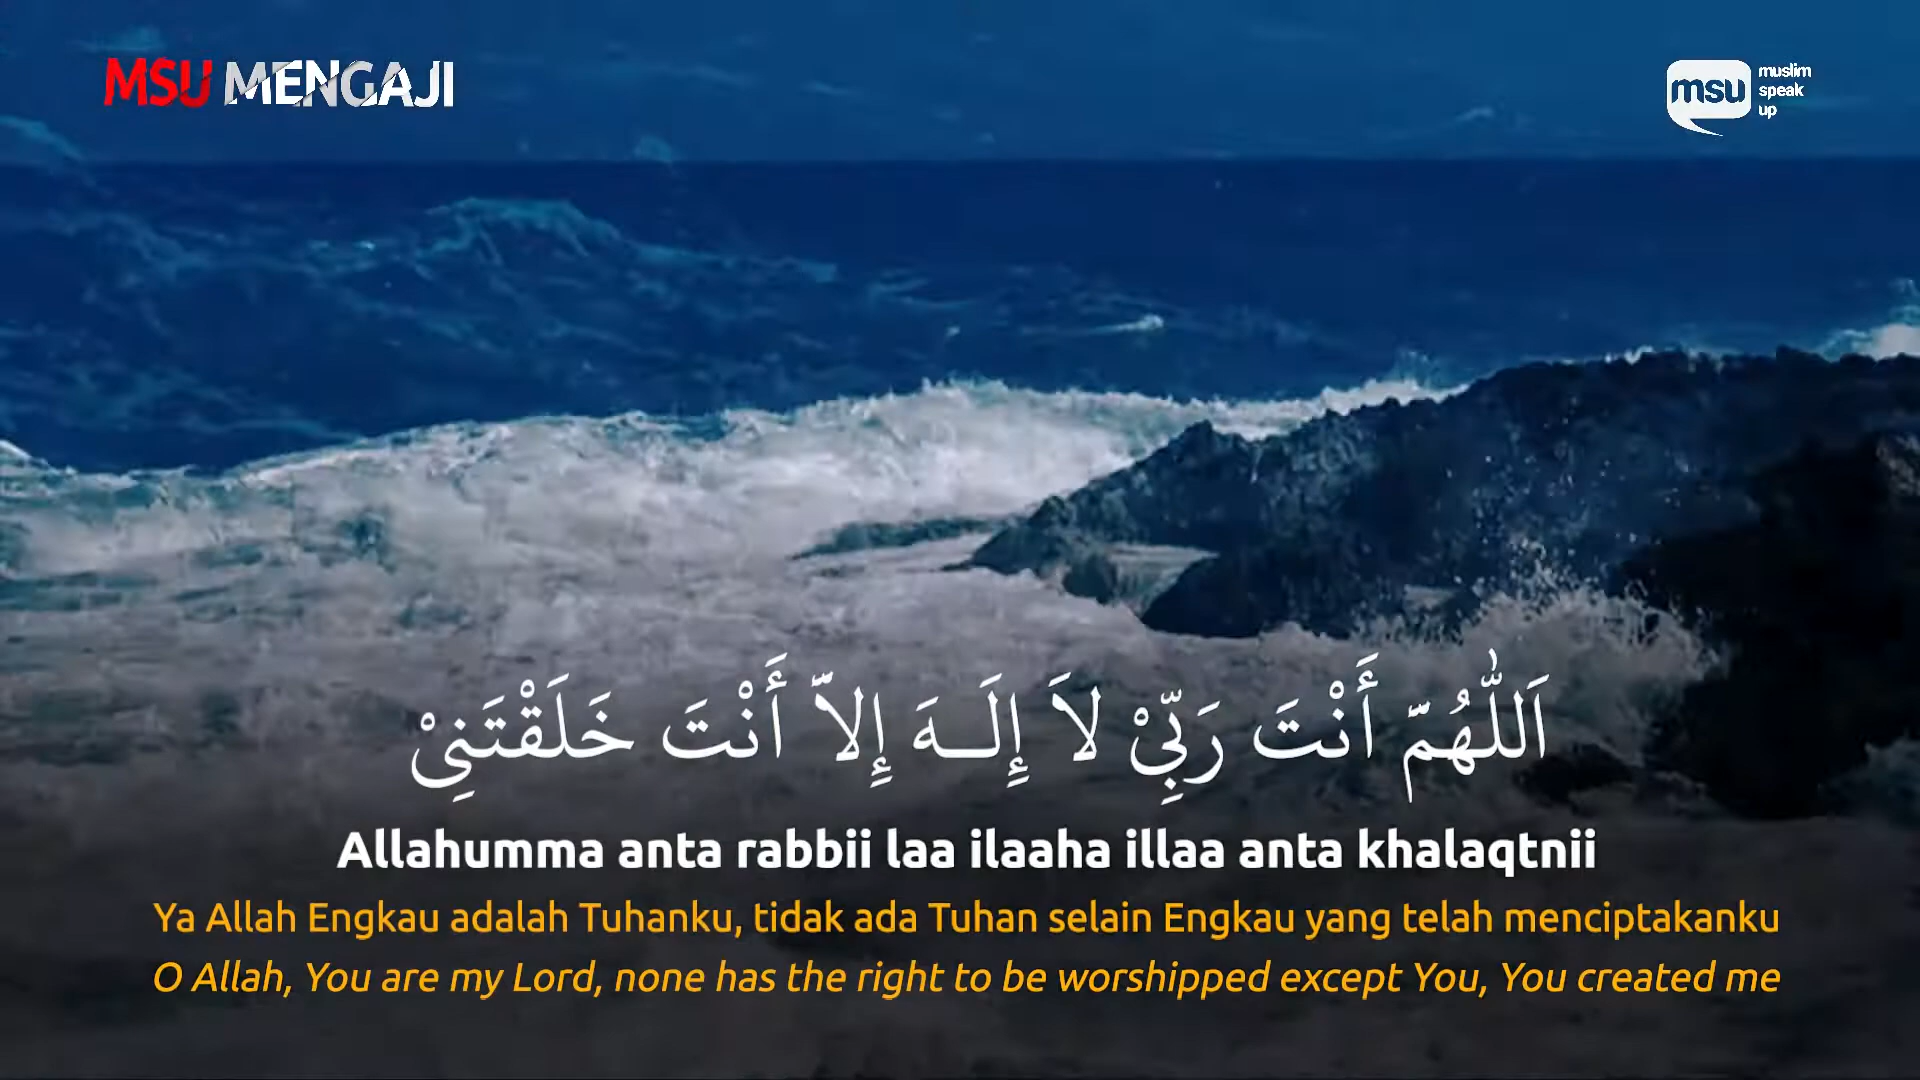 MSU MENGAJI
msu
muslim
speak
up
اَللّٰهُمّ أَنْتَ رَبِّيْ لاَ إِلَــهَ إِلاّ أَنْتَ خَلَقْتَنِيْ
Allahumma anta rabbii laa ilaaha illaa anta khalaqtnii
Ya Allah Engkau adalah Tuhanku, tidak ada Tuhan selain Engkau yang telah menciptakanku
O Allah, You are my Lord, none has the right to be worshipped except You, You created me